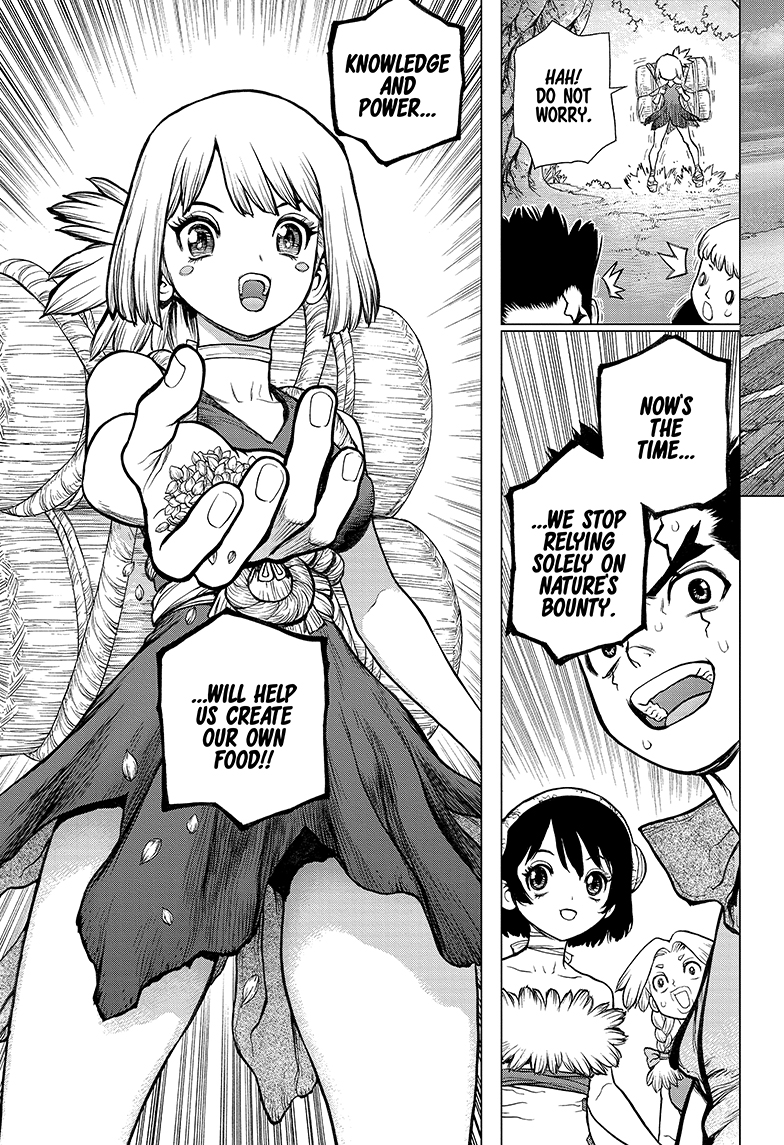 HAH!
DO NOT
WORRY.
NOW'S
THE
TIME...
...WE STOP
RELYING
SOLELY ON
NATURE'S
BOUNTY.
KNOWLEDGE
AND
POWER...
...WILL HELP
US CREATE
OUR OWN
FOOD!!